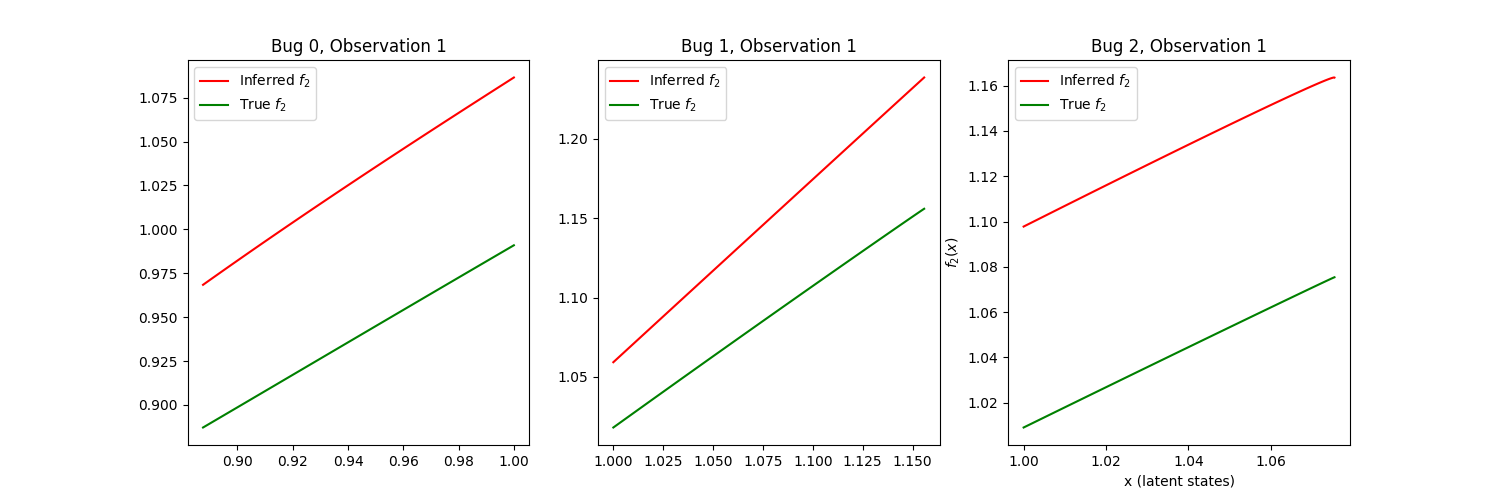 Bug 0, Observation 1
Inferred f₂
True f₂
1.075
1.050
1.025
1.000
0.975
0.950
0.925
0.900
0.90 0.92 0.94 0.96 0.98 1.00
Bug 1, Observation 1
Inferred f₂
True f₂
1.20
1.15
1.10
1.05
1.000 1.025 1.050 1.075 1.100 1.125 1.150
Bug 2, Observation 1
Inferred f₂
True f₂
f₂(x)
1.16
1.14
1.12
1.10
1.08
1.06
1.04
1.02
1.00 1.02 1.04 1.06
x (latent states)